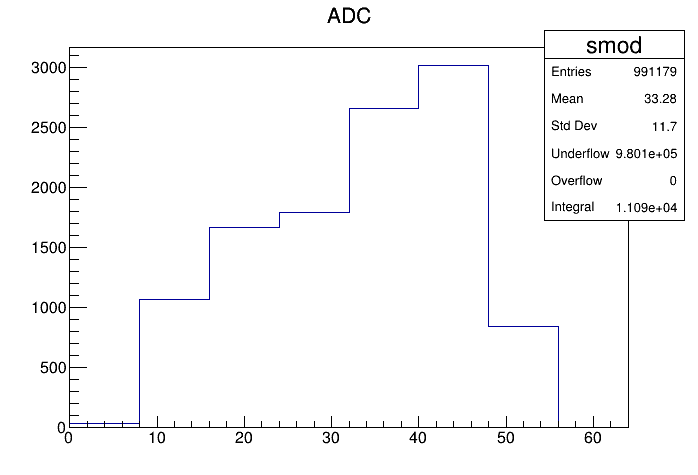 ADC
smod
Entries 991179
Mean 33.28
Std Dev 11.7
Underflow 9.801e+05
Overflow 0
Integral 1.109e+04
3000
2500
2000
1500
1000
500
0
0 10 20 30 40 50 60